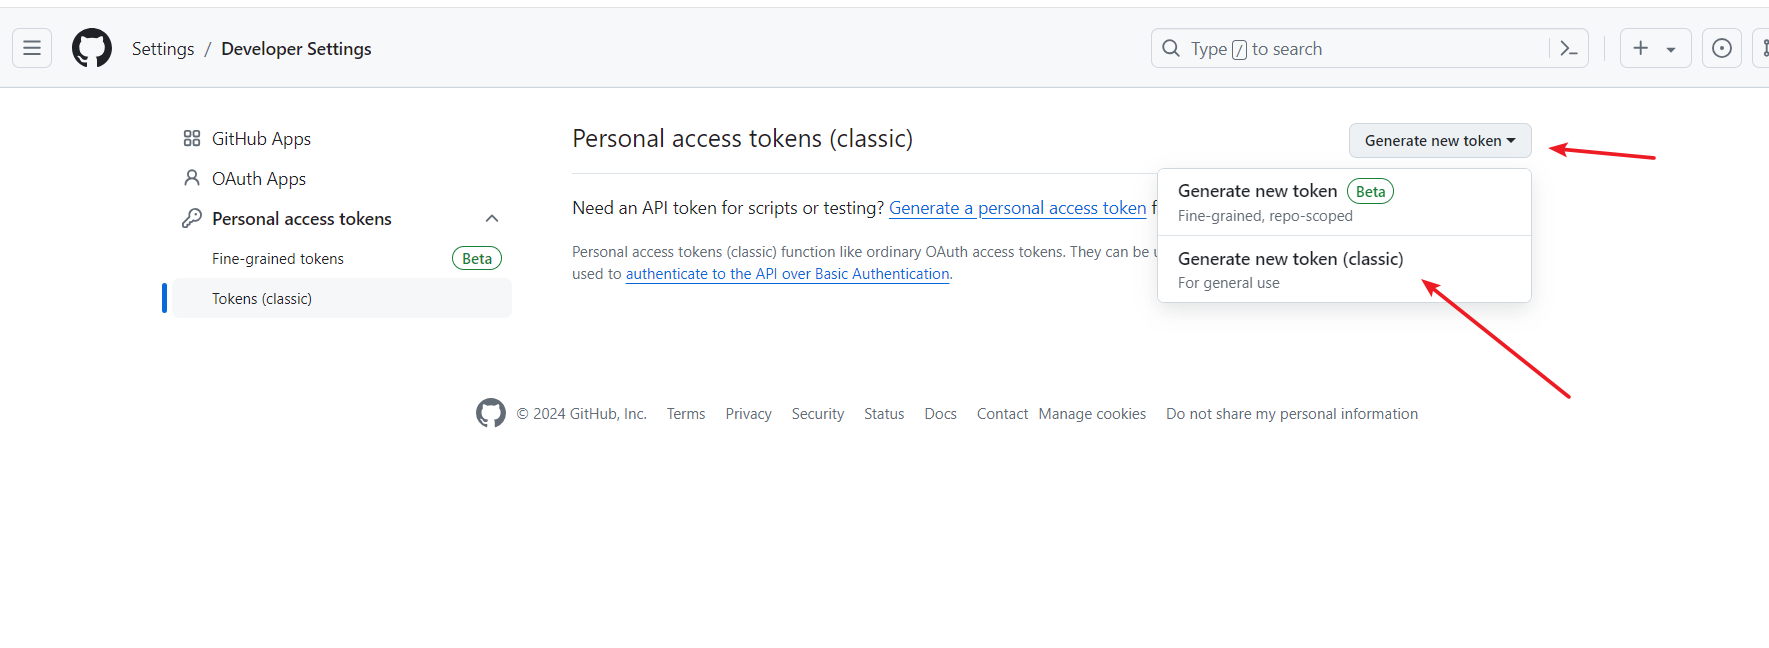 Settings / Developer Settings
Type / to search
GitHub Apps
OAuth Apps
Personal access tokens
Fine-grained tokens Beta
Tokens (classic)
Personal access tokens (classic)
Generate new token
Need an API token for scripts or testing? Generate a personal access token f
Personal access tokens (classic) function like ordinary OAuth access tokens. They can be u
used to authenticate to the API over Basic Authentication.
Generate new token Beta
Fine-grained, repo-scoped
Generate new token (classic)
For general use
© 2024 GitHub, Inc. Terms Privacy Security Status Docs Contact Manage cookies Do not share my personal information